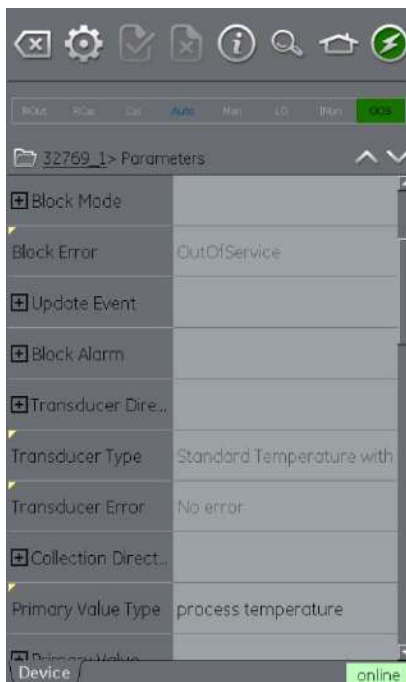 ROut RCas Cas Auto Man LO IMan OOS
32769_1> Parameters
Block Mode
Block Error OutOfService
Update Event
Block Alarm
Transducer Dire...
Transducer Type Standard Temperature with
Transducer Error No error
Collection Direct...
Primary Value Type process temperature
Primary Value
Device online